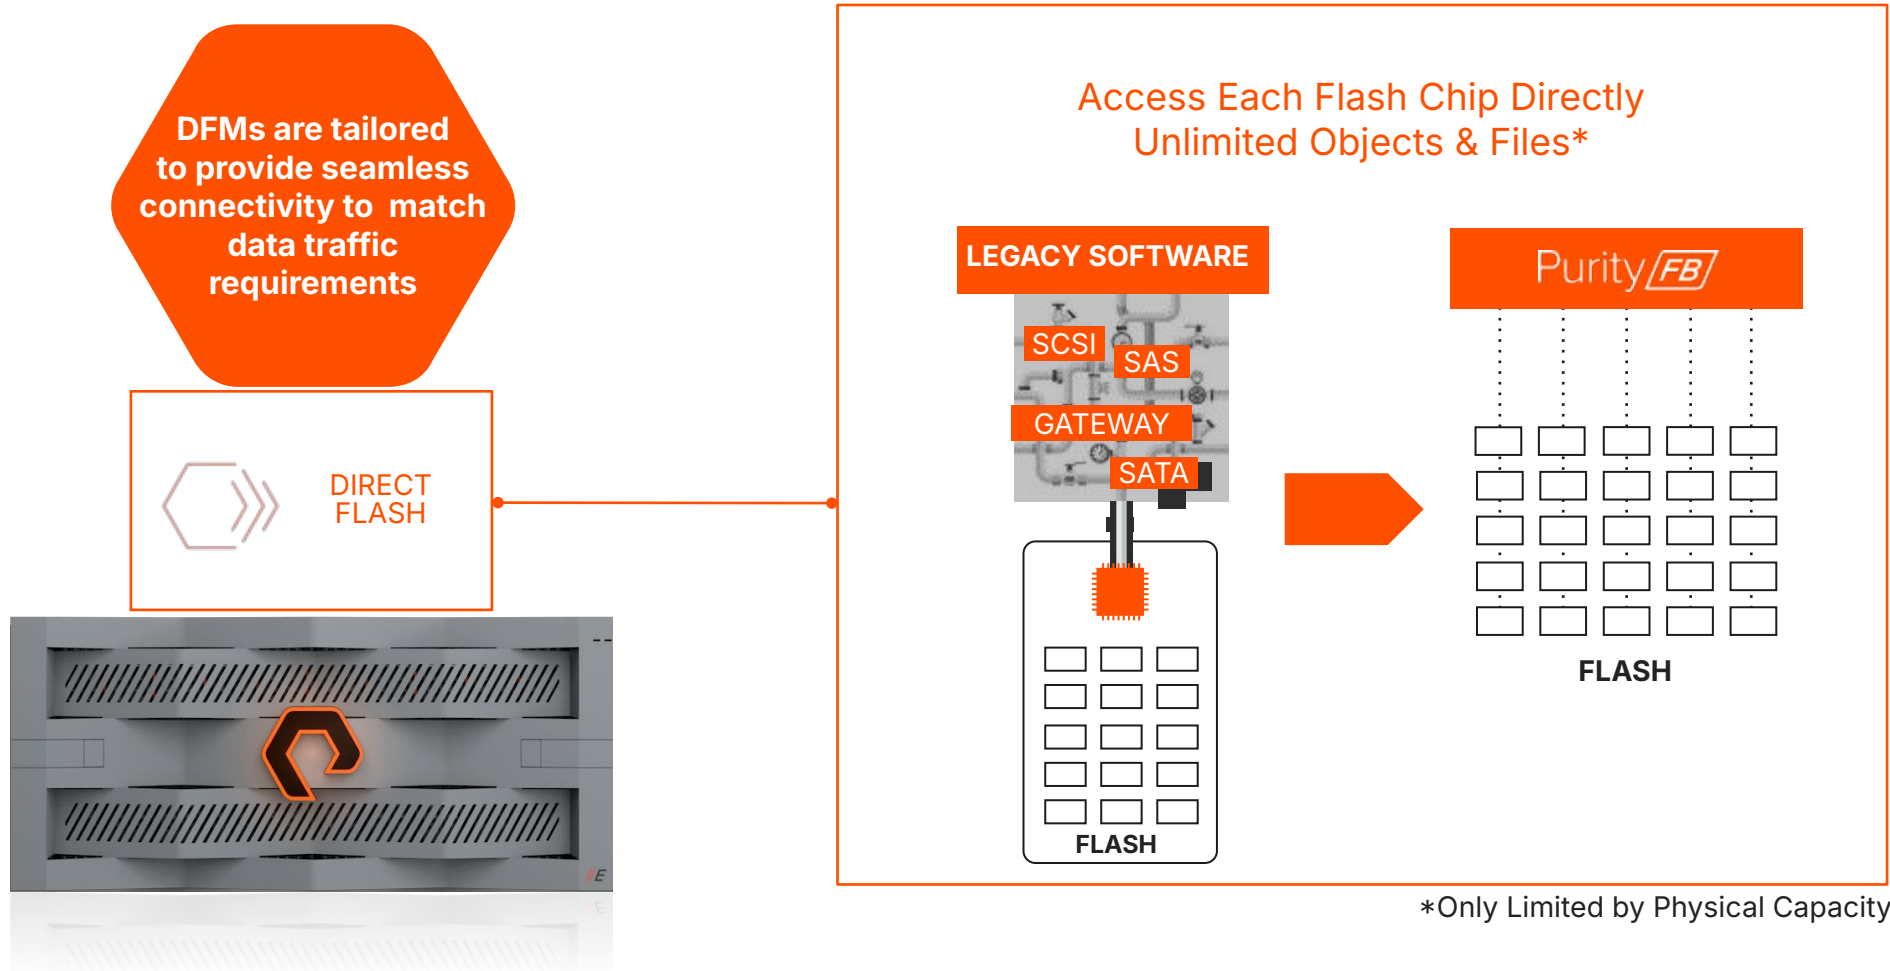 DFMs are tailored
to provide seamless
connectivity to match
data traffic
requirements
DIRECT
FLASH
//E
Access Each Flash Chip Directly
Unlimited Objects & Files*
LEGACY SOFTWARE
SCSI
SAS
GATEWAY
SATA
FLASH
Purity/FB/
FLASH
*Only Limited by Physical Capacity